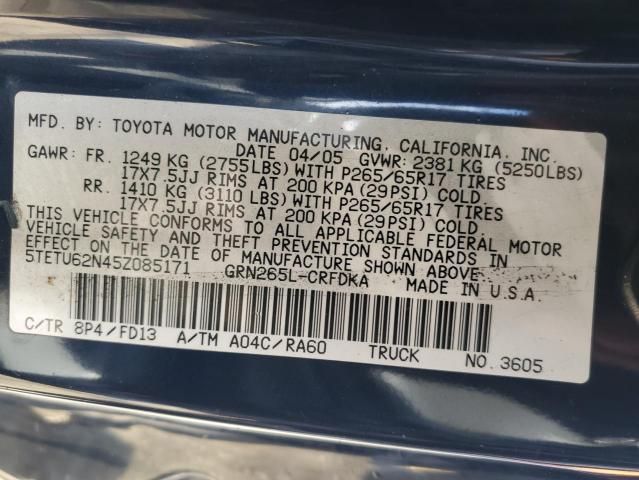 MFD. BY: TOYOTA MOTOR MANUFACTURING, CALIFORNIA, INC.
DATE 04/05 GVWR: 2381 KG (5250LBS)
GAWR: FR. 1249 KG (2755LBS) WITH P265/65R17 TIRES
17X7.5JJ RIMS AT 200 KPA (29PSI) COLD
RR. 1410 KG (3110 LBS) WITH P265/65R17 TIRES
17X7.5JJ RIMS AT 200 KPA (29PSI) COLD.
THIS VEHICLE CONFORMS TO ALL APPLICABLE FEDERAL MOTOR
VEHICLE SAFETY AND THEFT PREVENTION STANDARDS IN
EFFECT ON THE DATE OF MANUFACTURE SHOWN ABOVE.
5TETU62N45Z085171 GRN265L-CRFDKA MADE IN U.S.A.
C/TR 8P4/FD13 A/TM A04C/RA60 TRUCK NO. 3605